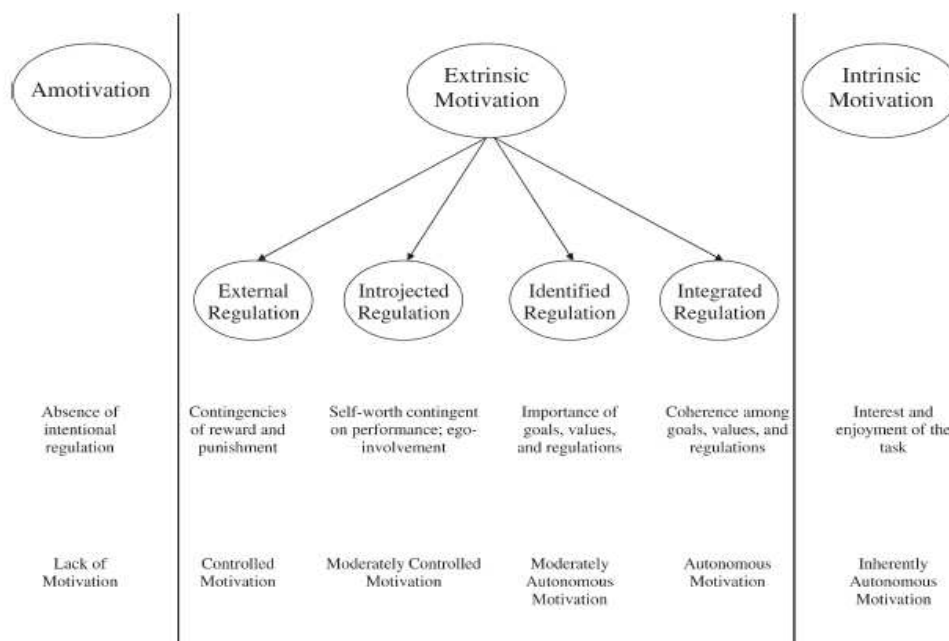 Amotivation
Extrinsic
Motivation
Intrinsic
Motivation
External
Regulation
Introjected
Regulation
Identified
Regulation
Integrated
Regulation
Absence of
intentional
regulation
Contingencies
of reward and
punishment
Self-worth contingent
on performance; ego-
involvement
Importance of
goals, values,
and regulations
Coherence among
goals, values, and
regulations
Interest and
enjoyment of the
task
Lack of
Motivation
Controlled
Motivation
Moderately Controlled
Motivation
Moderately
Autonomous
Motivation
Autonomous
Motivation
Inherently
Autonomous
Motivation